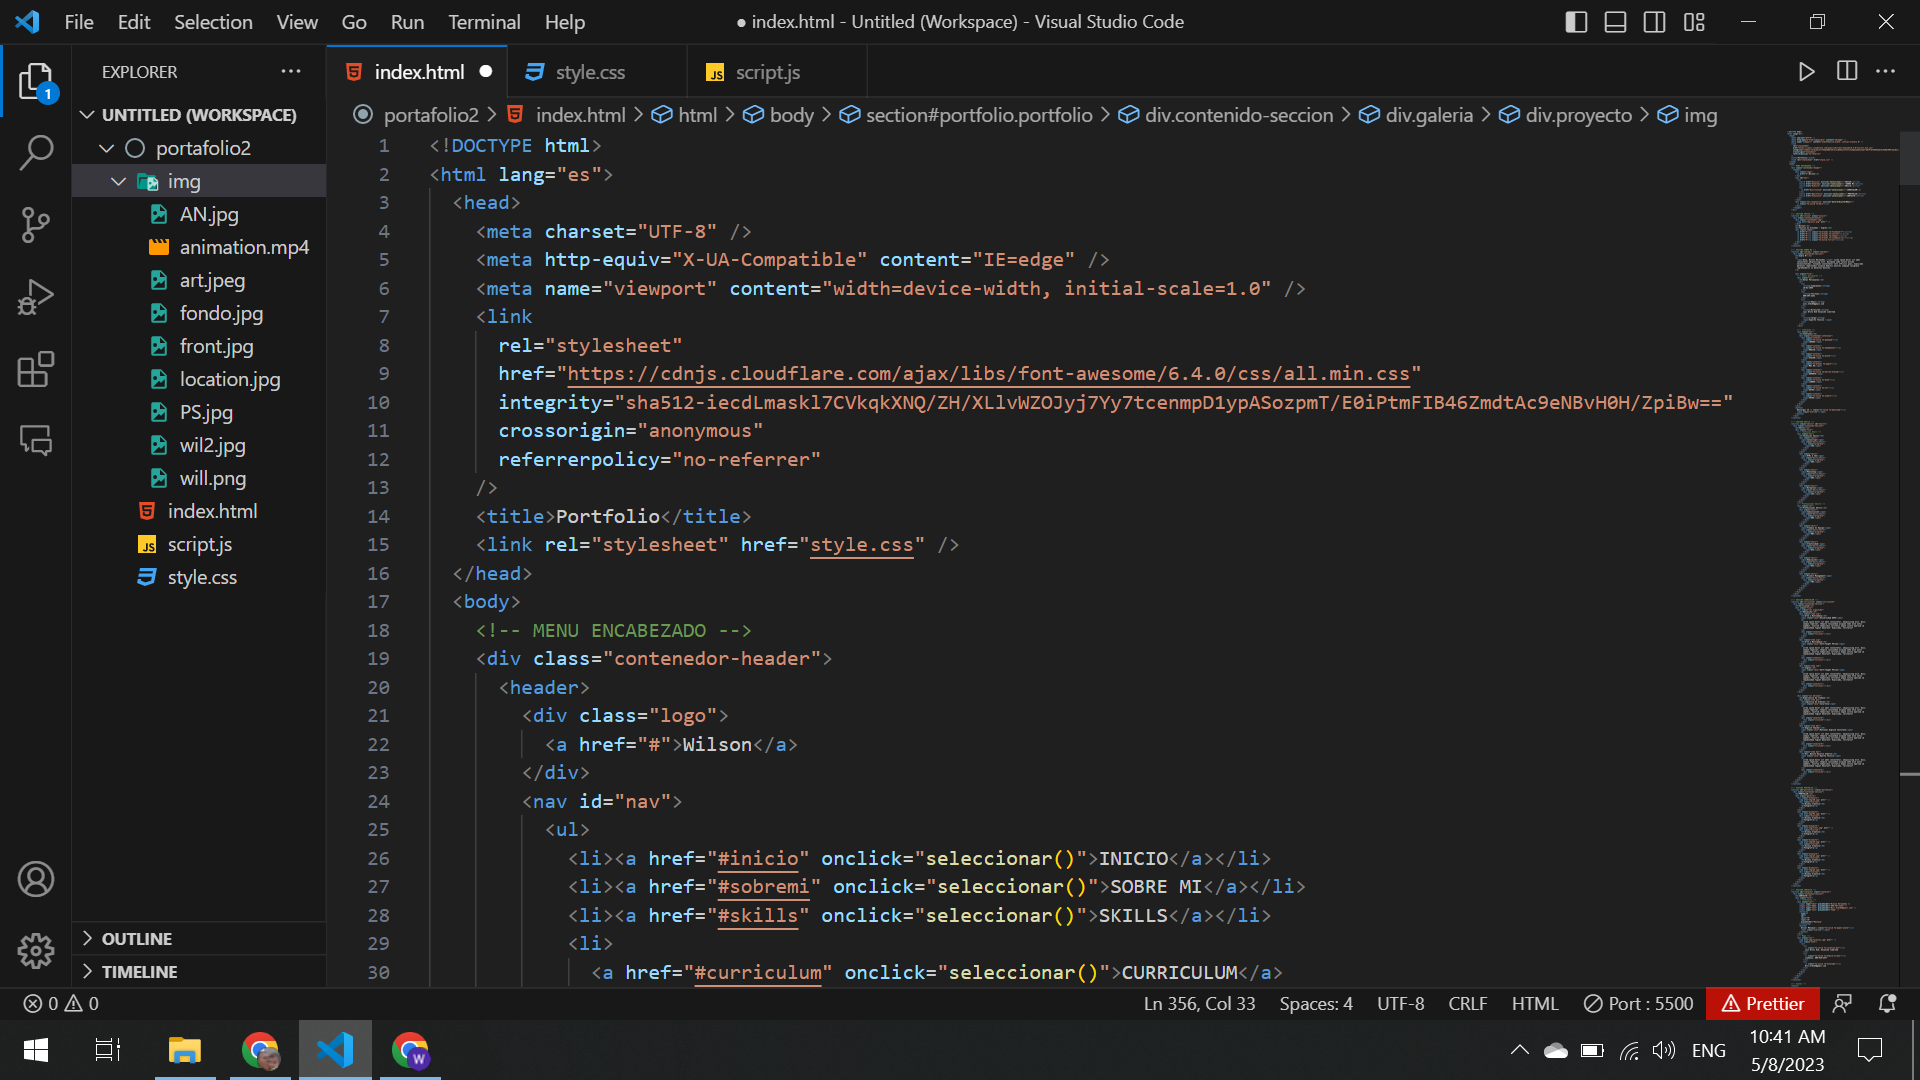 File Edit Selection View Go Run Terminal Help
● index.html - Untitled (Workspace) - Visual Studio Code
EXPLORER
1
UNTITLED (WORKSPACE)
portafolio2
img
AN.jpg
animation.mp4
art.jpeg
fondo.jpg
front.jpg
location.jpg
PS.jpg
wil2.jpg
will.png
index.html
script.js
style.css
OUTLINE
TIMELINE
index.html style.css script.js
portafolio2 > index.html > html > body > section#portfolio.portfolio > div.contenido-seccion > div.galeria > div.proyecto > img
1 <!DOCTYPE html>
2 <html lang="es">
3 <head>
4 <meta charset="UTF-8" />
5 <meta http-equiv="X-UA-Compatible" content="IE=edge" />
6 <meta name="viewport" content="width=device-width, initial-scale=1.0" />
7 <link
8 rel="stylesheet"
9 href="https://cdnjs.cloudflare.com/ajax/libs/font-awesome/6.4.0/css/all.min.css"
10 integrity="sha512-iecdLmaskl7CVkqkXNQ/ZH/XLlvWZOJyj7Yy7tcenmpD1ypASozpmT/E0iPtmFIB46ZmdtAc9eNBvH0H/ZpiBw=="
11 crossorigin="anonymous"
12 referrerpolicy="no-referrer"
13 />
14 <title>Portfolio</title>
15 <link rel="stylesheet" href="style.css" />
16 </head>
17 <body>
18 <!-- MENU ENCABEZADO -->
19 <div class="contenedor-header">
20 <header>
21 <div class="logo">
22 <a href="#">Wilson</a>
23 </div>
24 <nav id="nav">
25 <ul>
26 <li><a href="#inicio" onclick="seleccionar()">INICIO</a></li>
27 <li><a href="#sobremi" onclick="seleccionar()">SOBRE MI</a></li>
28 <li><a href="#skills" onclick="seleccionar()">SKILLS</a></li>
29 <li>
30 <a href="#curriculum" onclick="seleccionar()">CURRICULUM</a>
0 0 Ln 356, Col 33 Spaces: 4 UTF-8 CRLF HTML Port : 5500 Prettier
W
ENG
10:41 AM
5/8/2023